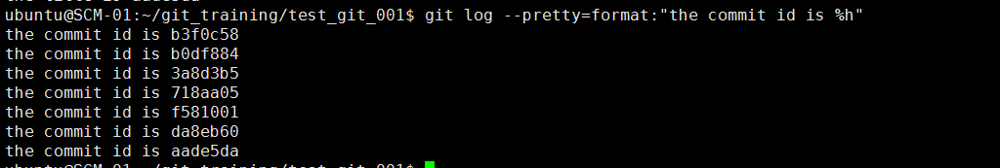 ubuntu@SCM-01:~/git_training/test_git_001$ git log --pretty=format:"the commit id is %h"
the commit id is b3f0c58
the commit id is b0df884
the commit id is 3a8d3b5
the commit id is 718aa05
the commit id is f581001
the commit id is da8eb60
the commit id is aade5da
ubuntu@SCM-01:~/git_training/test_git_001$